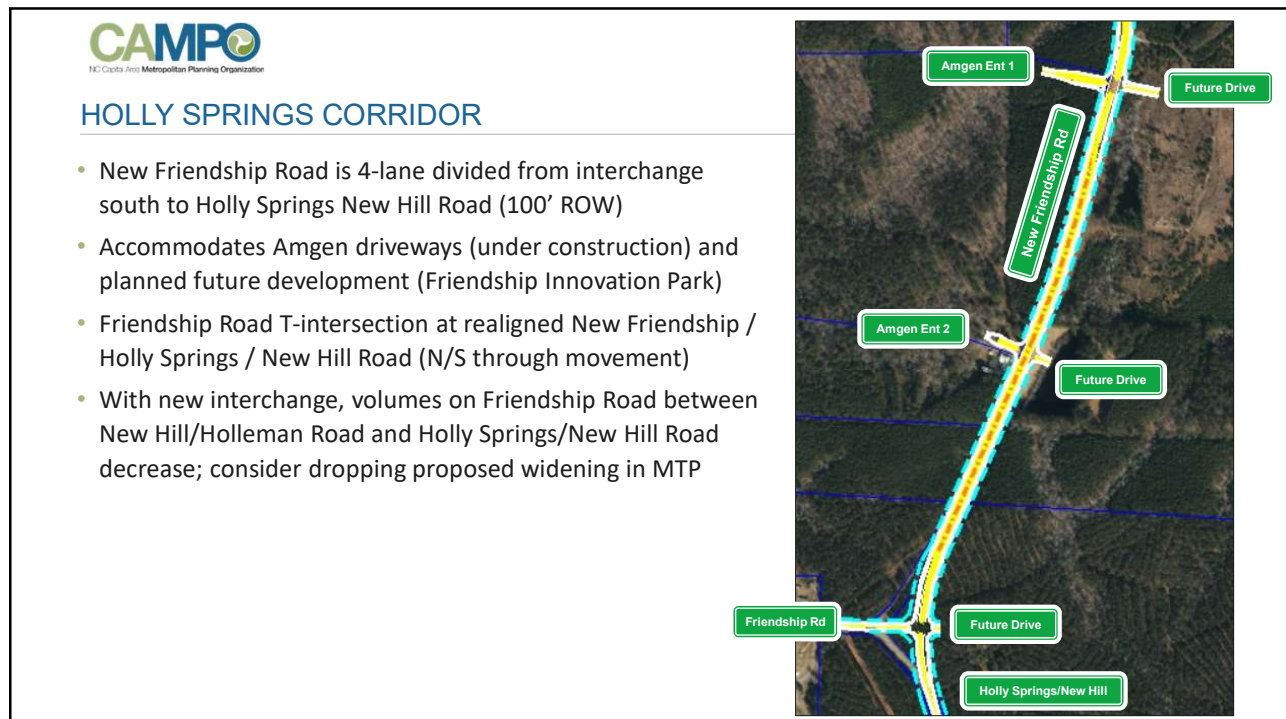 CAMPO
NC Capital Area Metropolitan Planning Organization
HOLLY SPRINGS CORRIDOR
• New Friendship Road is 4-lane divided from interchange
south to Holly Springs New Hill Road (100’ ROW)
• Accommodates Amgen driveways (under construction) and
planned future development (Friendship Innovation Park)
• Friendship Road T-intersection at realigned New Friendship /
Holly Springs / New Hill Road (N/S through movement)
• With new interchange, volumes on Friendship Road between
New Hill/Holleman Road and Holly Springs/New Hill Road
decrease; consider dropping proposed widening in MTP
Amgen Ent 1
Future Drive
New Friendship Rd
Amgen Ent 2
Future Drive
Friendship Rd
Future Drive
Holly Springs/New Hill